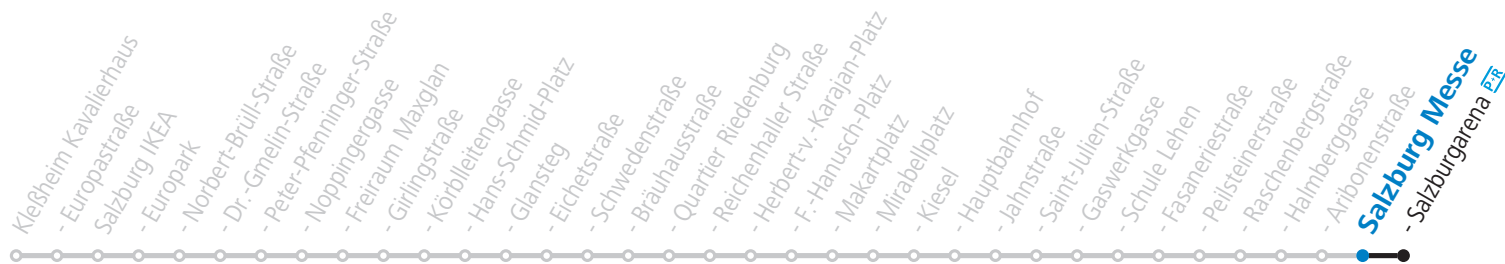 Kleßheim Kavalierhaus
- Europastraße
Salzburg IKEA
- Europark
- Norbert-Brüll-Straße
- Dr.-Gmelin-Straße
- Peter-Pfenninger-Straße
- Noppingergasse
- Freiraum Maxglan
- Girlingstraße
- Körblleitengasse
- Hans-Schmid-Platz
- Glansteg
- Eichetstraße
- Schwedenstraße
- Bräuhausstraße
Quartier Riedenburg
- Reichenhaller Straße
- Herbert-v.-Karajan-Platz
- F.-Hanusch-Platz
- Makartplatz
- Mirabellplatz
- Kiesel
- Hauptbahnhof
- Jahnstraße
- Saint-Julien-Straße
- Gaswerkgasse
- Schule Lehen
- Fasaneriestraße
- Peilsteinerstraße
- Raschenbergstraße
- Halmberggasse
- Aribonenstraße
Salzburg Messe
- Salzburgarena P+R